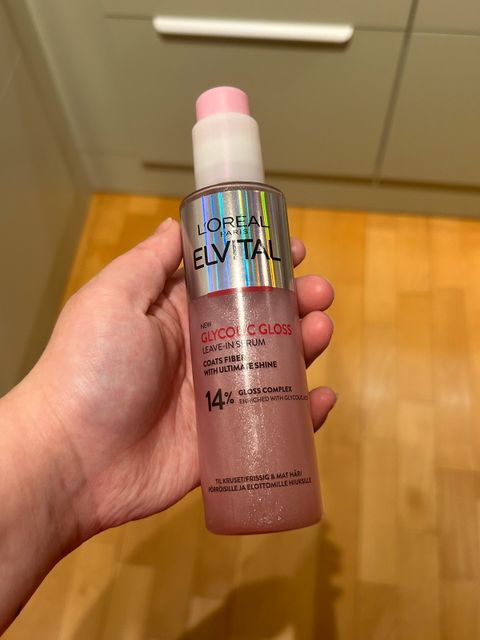 L'ORÉAL
PARIS
ELVITAL
NEW
GLYCOLIC GLOSS
LEAVE-IN SERUM
COATS FIBER
WITH ULTIMATE SHINE
14% GLOSS COMPLEX
ENRICHED WITH GLYCOLIC ACID
TIL KRUSET/FRISSIG & MAT HÅR/
PÖRRÖISILLE JA ELOTTOMILLE HIUKSILLE